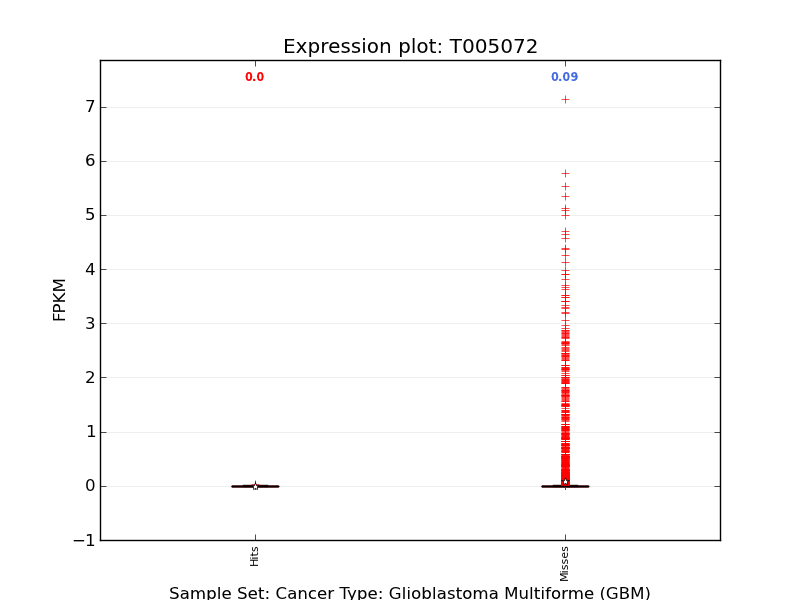 Expression plot: T005072
0.0
0.09
7
6
5
4
3
2
1
0
−1
FPKM
Hits
Misses
Sample Set: Cancer Type: Glioblastoma Multiforme (GBM)